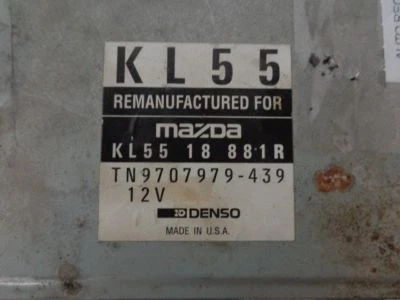 KL55
REMANUFACTURED FOR
mazda
KL55 18 881R
TN9707979-439
12V
DENSO
MADE IN U.S.A.